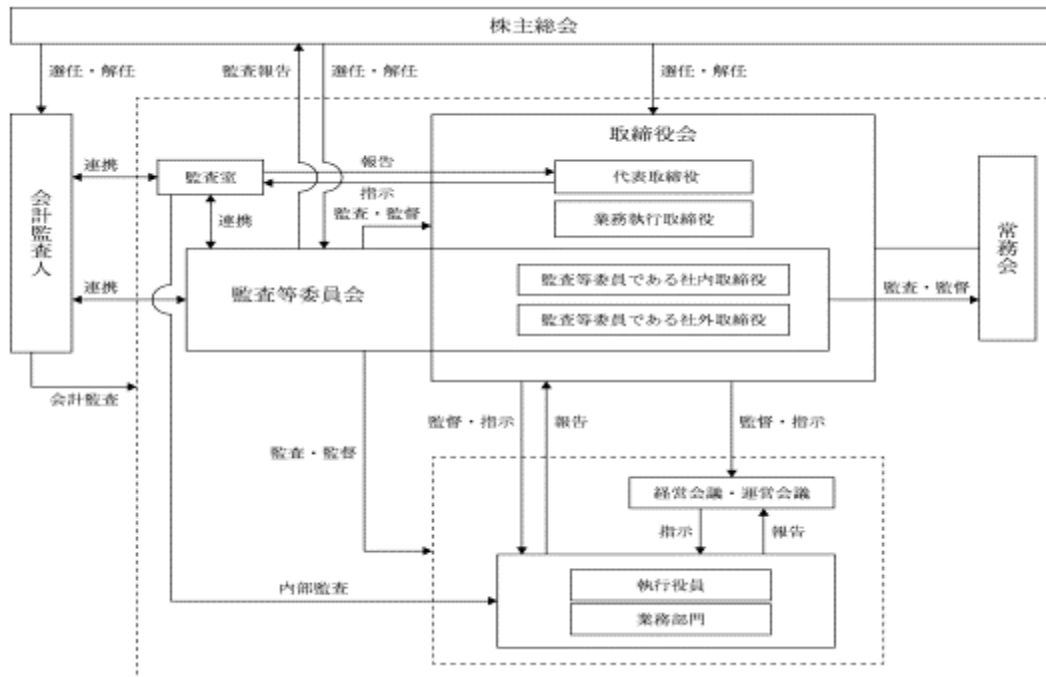 株主総会
選任・解任
監査報告
選任・解任
選任・解任
取締役会
連携
監査室
報告
代表取締役
指示
会計監査人
連携
監査・監督
業務執行取締役
常務会
連携
監査等委員会
監査等委員である社内取締役
監査・監督
監査等委員である社外取締役
会計監査
監査・監督
監督・指示
報告
監督・指示
経営会議・運営会議
指示
報告
内部監査
執行役員
業務部門